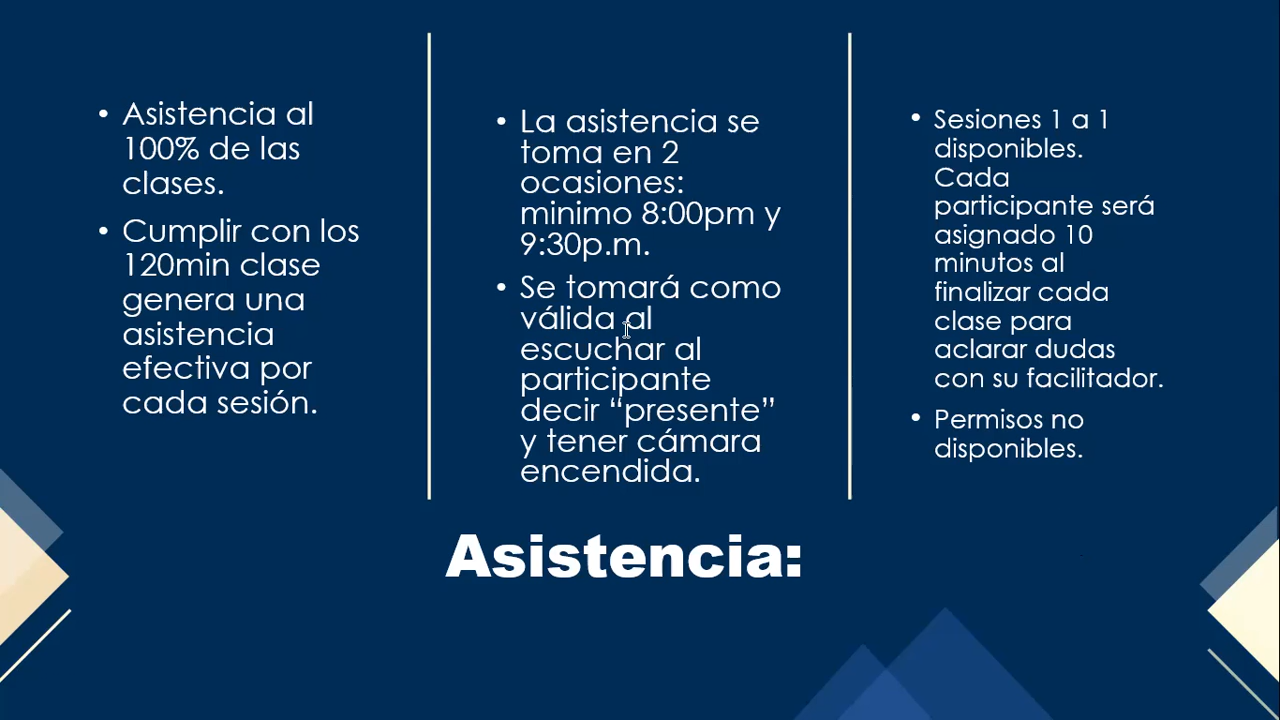 • Asistencia al
100% de las
clases.
• Cumplir con los
120min clase
genera una
asistencia
efectiva por
cada sesión.
• La asistencia se
toma en 2
ocasiones:
minimo 8:00pm y
9:30p.m.
• Se tomará como
válida al
escuchar al
participante
decir “presente”
y tener cámara
encendida.
• Sesiones 1 a 1
disponibles.
Cada
participante será
asignado 10
minutos al
finalizar cada
clase para
aclarar dudas
con su facilitador.
• Permisos no
disponibles.
Asistencia: